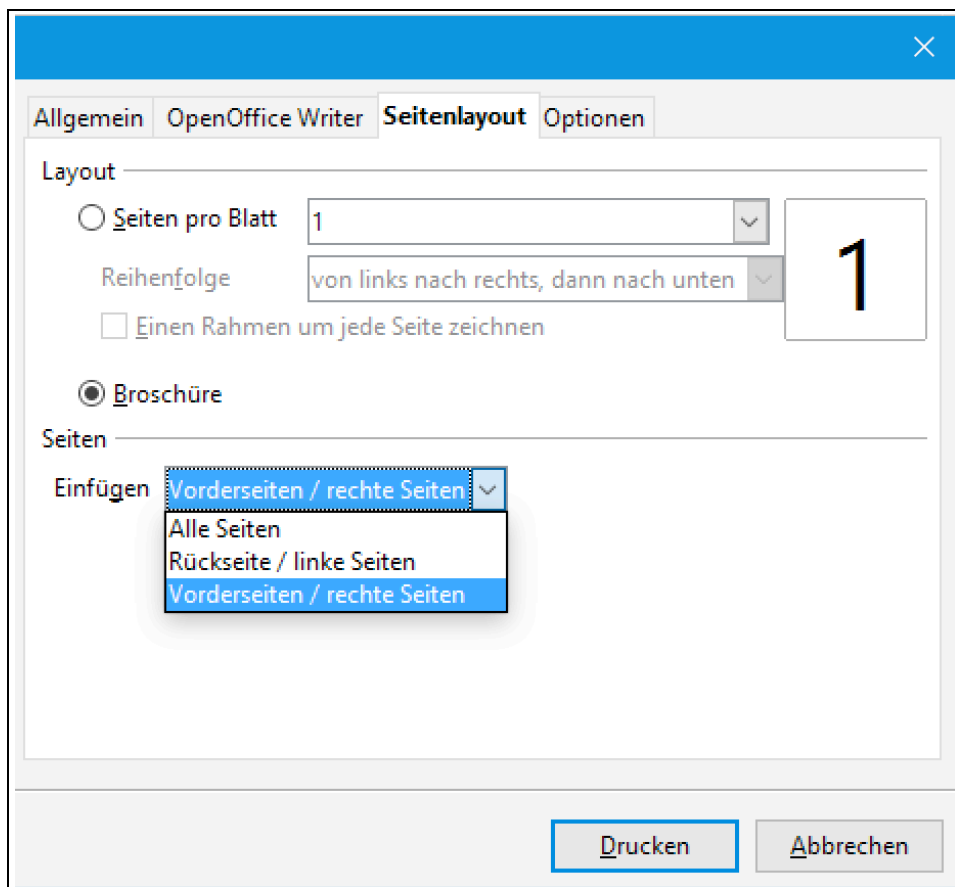 Allgemein OpenOffice Writer Seitenlayout Optionen
Layout
Seiten pro Blatt 1
1
Reihenfolge von links nach rechts, dann nach unten
Einen Rahmen um jede Seite zeichnen
Broschüre
Seiten
Einfügen Vorderseiten / rechte Seiten
Alle Seiten
Rückseite / linke Seiten
Vorderseiten / rechte Seiten
Drucken Abbrechen